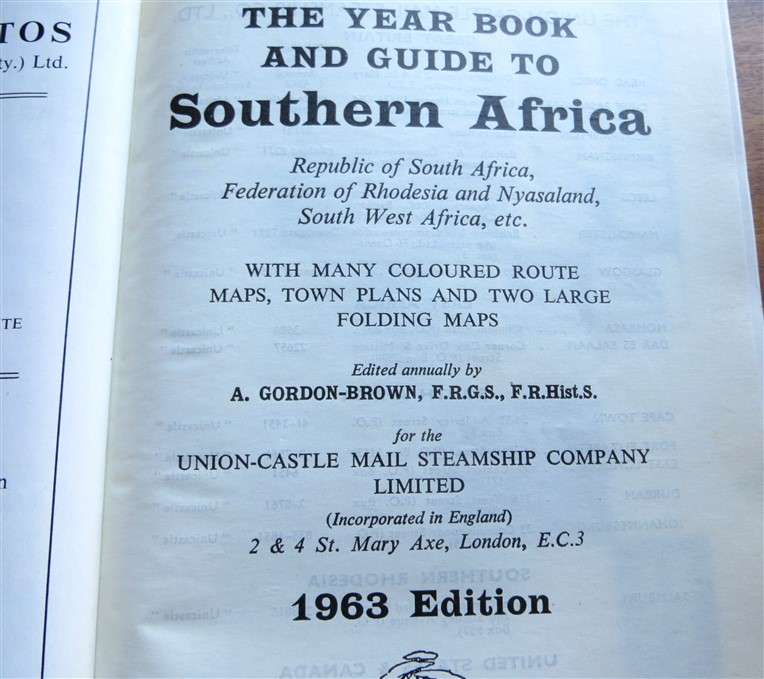 TOS
ty.) Ltd.
TE
n
THE YEAR BOOK
AND GUIDE TO
Southern Africa
Republic of South Africa,
Federation of Rhodesia and Nyasaland,
South West Africa, etc.
WITH MANY COLOURED ROUTE
MAPS, TOWN PLANS AND TWO LARGE
FOLDING MAPS
Edited annually by
A. GORDON-BROWN, F.R.G.S., F.R.Hist.S.
for the
UNION-CASTLE MAIL STEAMSHIP COMPANY
LIMITED
(Incorporated in England)
2 & 4 St. Mary Axe, London, E.C.3
1963 Edition